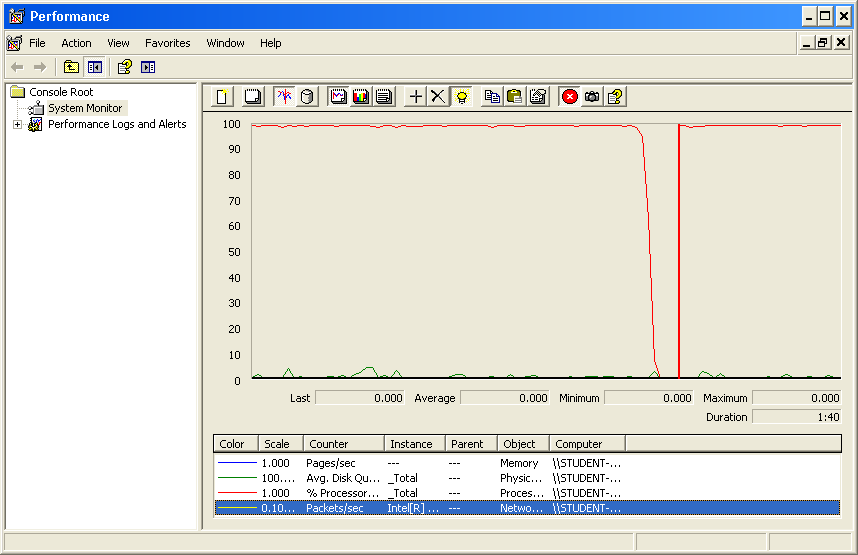 Performance
File Action View Favorites Window Help
Console Root
System Monitor
Performance Logs and Alerts
100
90
80
70
60
50
40
30
20
10
0
Last 0.000 Average 0.000 Minimum 0.000 Maximum 0.000
Duration 1:40
Color Scale Counter Instance Parent Object Computer
1.000 Pages/sec --- --- Memory \\STUDENT-...
100.... Avg. Disk Qu... _Total --- Physic... \\STUDENT-...
1.000 % Processor... _Total --- Proces... \\STUDENT-...
0.10... Packets/sec Intel[R] ... --- Netwo... \\STUDENT-...